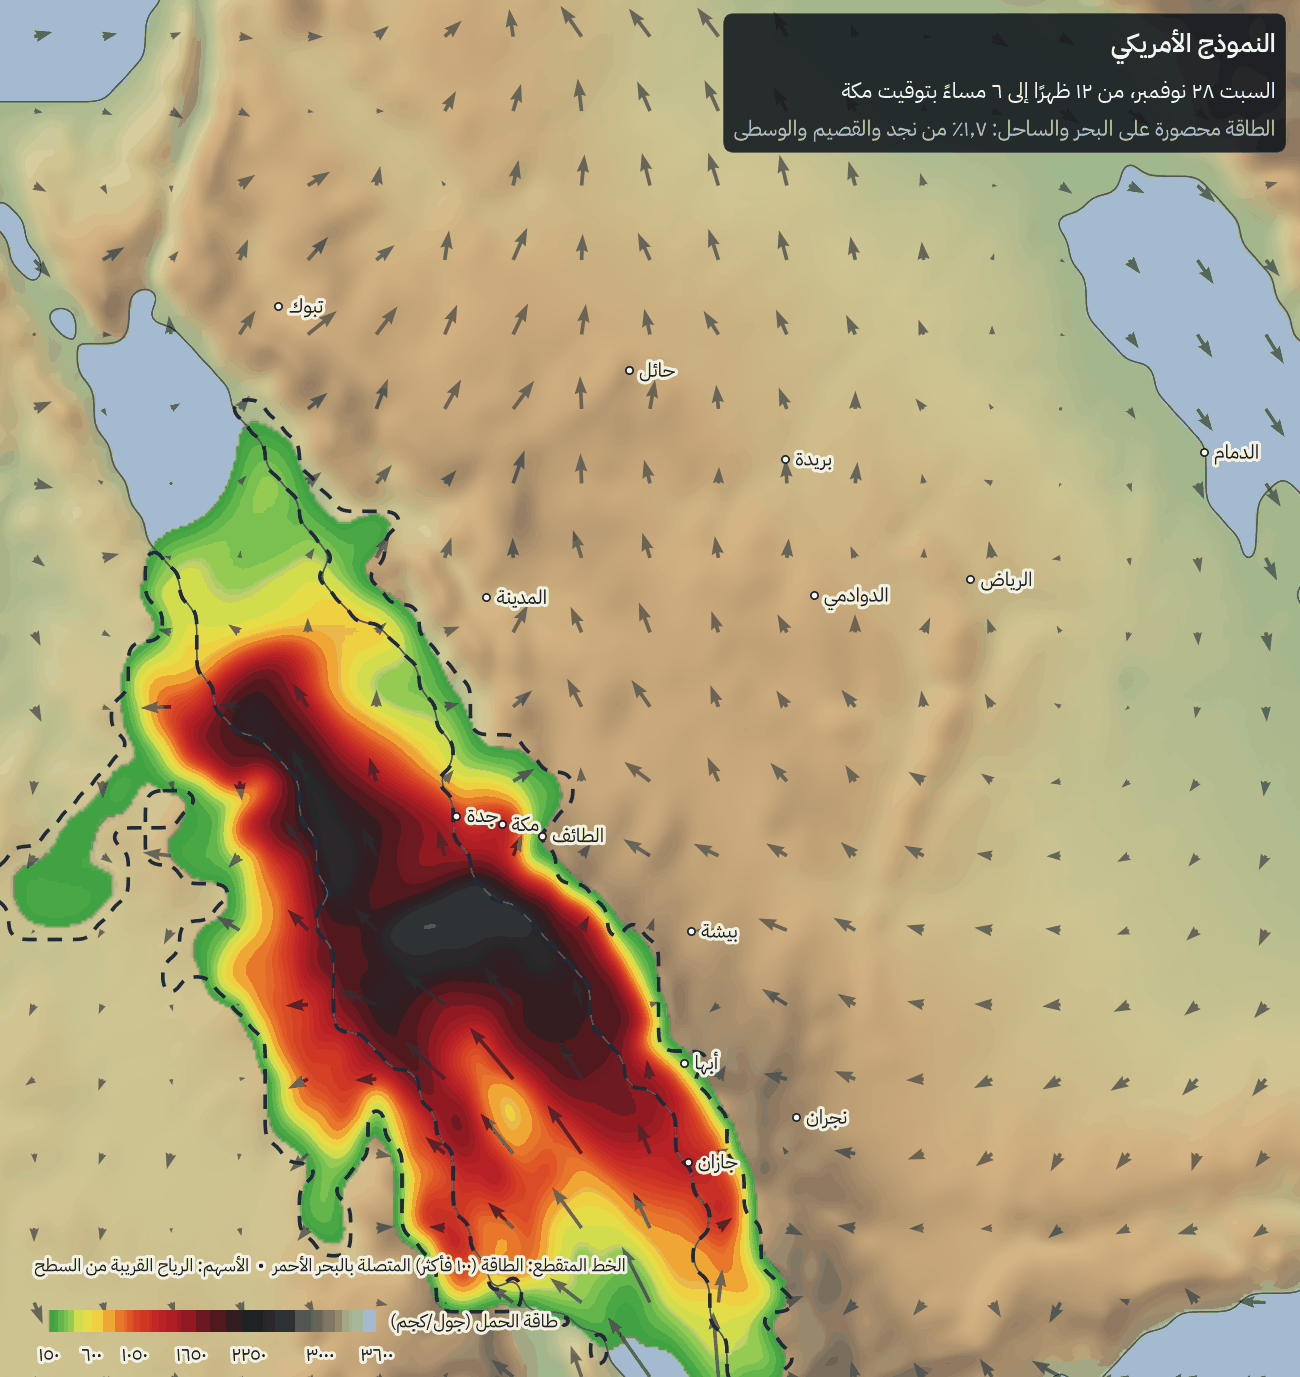 النموذج الأمريكي
السبت ٢٨ نوفمبر، من ١٢ ظهرًا إلى ٦ مساءً بتوقيت مكة
الطاقة محصورة على البحر والساحل: ١,٧٪ من نجد والقصيم والوسطى
تبوك
حائل
بريدة
الدمام
الرياض
الدوادمي
المدينة
جدة
مكة
الطائف
بيشة
أبها
نجران
جازان
الخط المتقطع: الطاقة (١٠٠ فأكثر) المتصلة بالبحر الأحمر • الأسهم: الرياح القريبة من السطح
طاقة الحمل (جول/كجم)
١٥٠ ٦٠٠ ١٠٥٠ ١٦٥٠ ٢٢٥٠ ٣٠٠٠ ٣٦٠٠